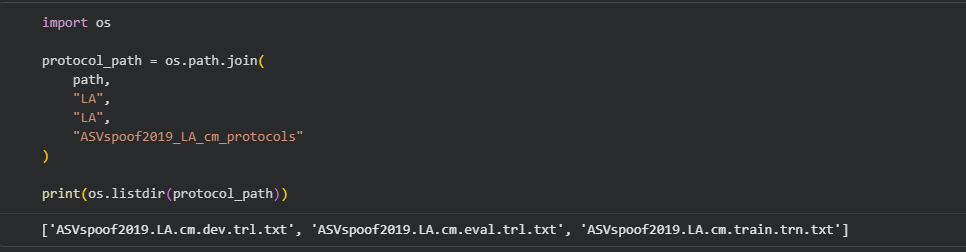 import os
protocol_path = os.path.join(
path,
"LA",
"LA",
"ASVspoof2019_LA_cm_protocols"
)
print(os.listdir(protocol_path))
['ASVspoof2019.LA.cm.dev.trl.txt', 'ASVspoof2019.LA.cm.eval.trl.txt', 'ASVspoof2019.LA.cm.train.trn.txt']